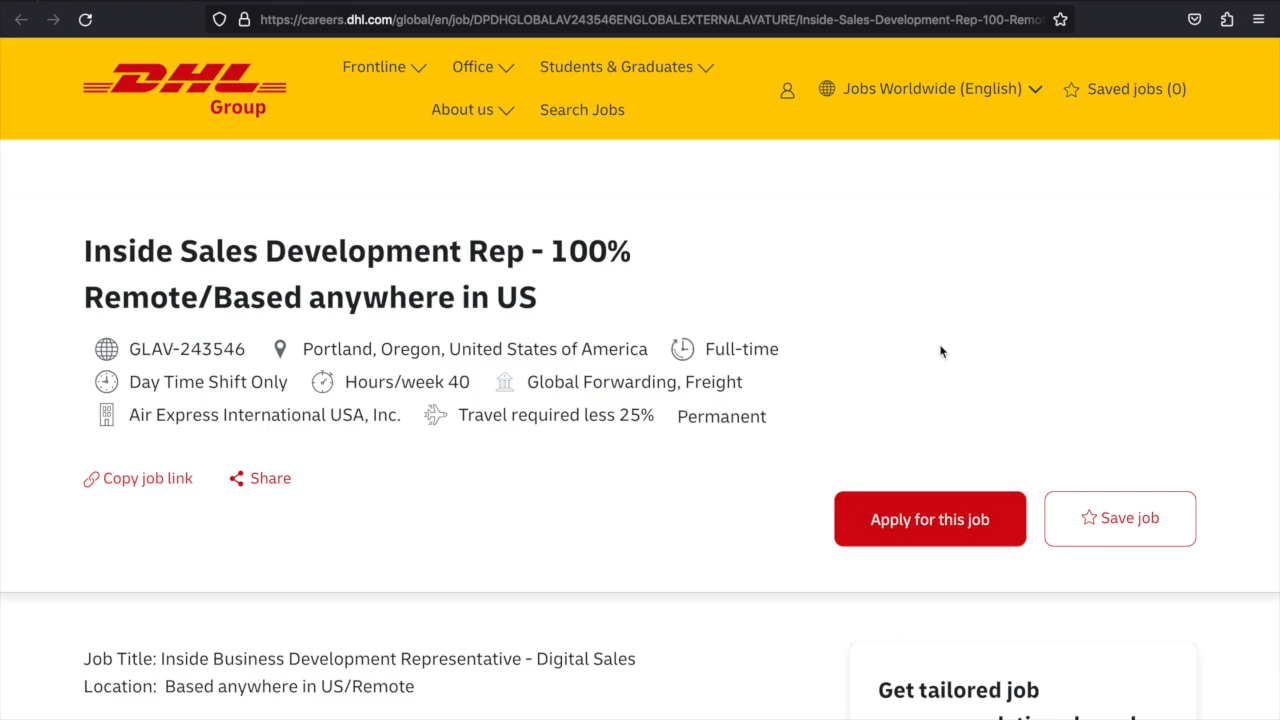 https://careers.dhl.com/global/en/job/DPDHGLOBALAV243546ENGLOBALEXTERNALAVATURE/Inside-Sales-Development-Rep-100-Remot
DHL
Group
Frontline
Office
Students & Graduates
About us
Search Jobs
Jobs Worldwide (English)
Saved jobs (0)
Inside Sales Development Rep - 100%
Remote/Based anywhere in US
GLAV-243546 Portland, Oregon, United States of America Full-time
Day Time Shift Only Hours/week 40 Global Forwarding, Freight
Air Express International USA, Inc. Travel required less 25% Permanent
Copy job link Share
Apply for this job Save job
Job Title: Inside Business Development Representative - Digital Sales
Location: Based anywhere in US/Remote
Get tailored job